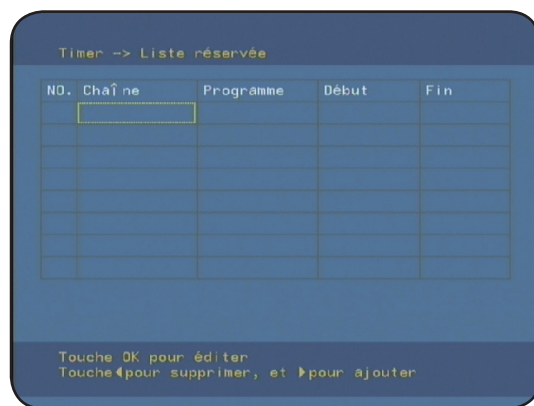 Timer -> Liste réservée
NO. Chaîne Programme Début Fin
Touche OK pour éditer
Touche◀pour supprimer, et ▶pour ajouter